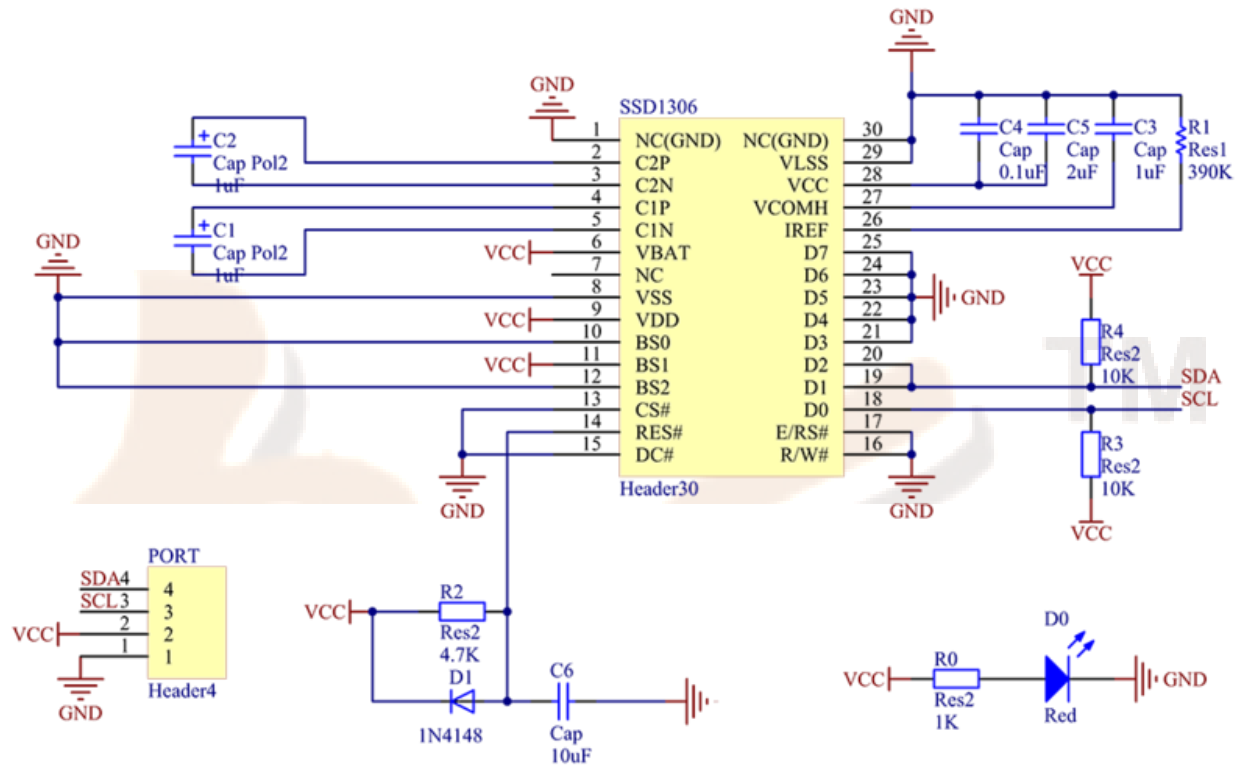 GND
GND
SSD1306
C2
Cap Pol2
1uF
C1
Cap Pol2
1uF
GND
VCC
VCC
VCC
1 NC(GND)
2 C2P
3 C2N
4 C1P
5 C1N
6 VBAT
7 NC
8 VSS
9 VDD
10 BS0
11 BS1
12 BS2
13 CS#
14 RES#
15 DC#
NC(GND) 30
VLSS 29
VCC 28
VCOMH 27
IREF 26
D7 25
D6 24
D5 23
D4 22
D3 21
D2 20
D1 19
D0 18
E/RS# 17
R/W# 16
Header30
C4
Cap
0.1uF
C5
Cap
2uF
C3
Cap
1uF
R1
Res1
390K
GND
VCC
R4
Res2
10K
SDA
SCL
TM
R3
Res2
10K
VCC
GND
GND
PORT
SDA 4 4
SCL 3 3
VCC 2 2
1 1
GND
Header4
VCC
R2
Res2
4.7K
D1
1N4148
C6
Cap
10uF
VCC
R0
Res2
1K
D0
Red
GND